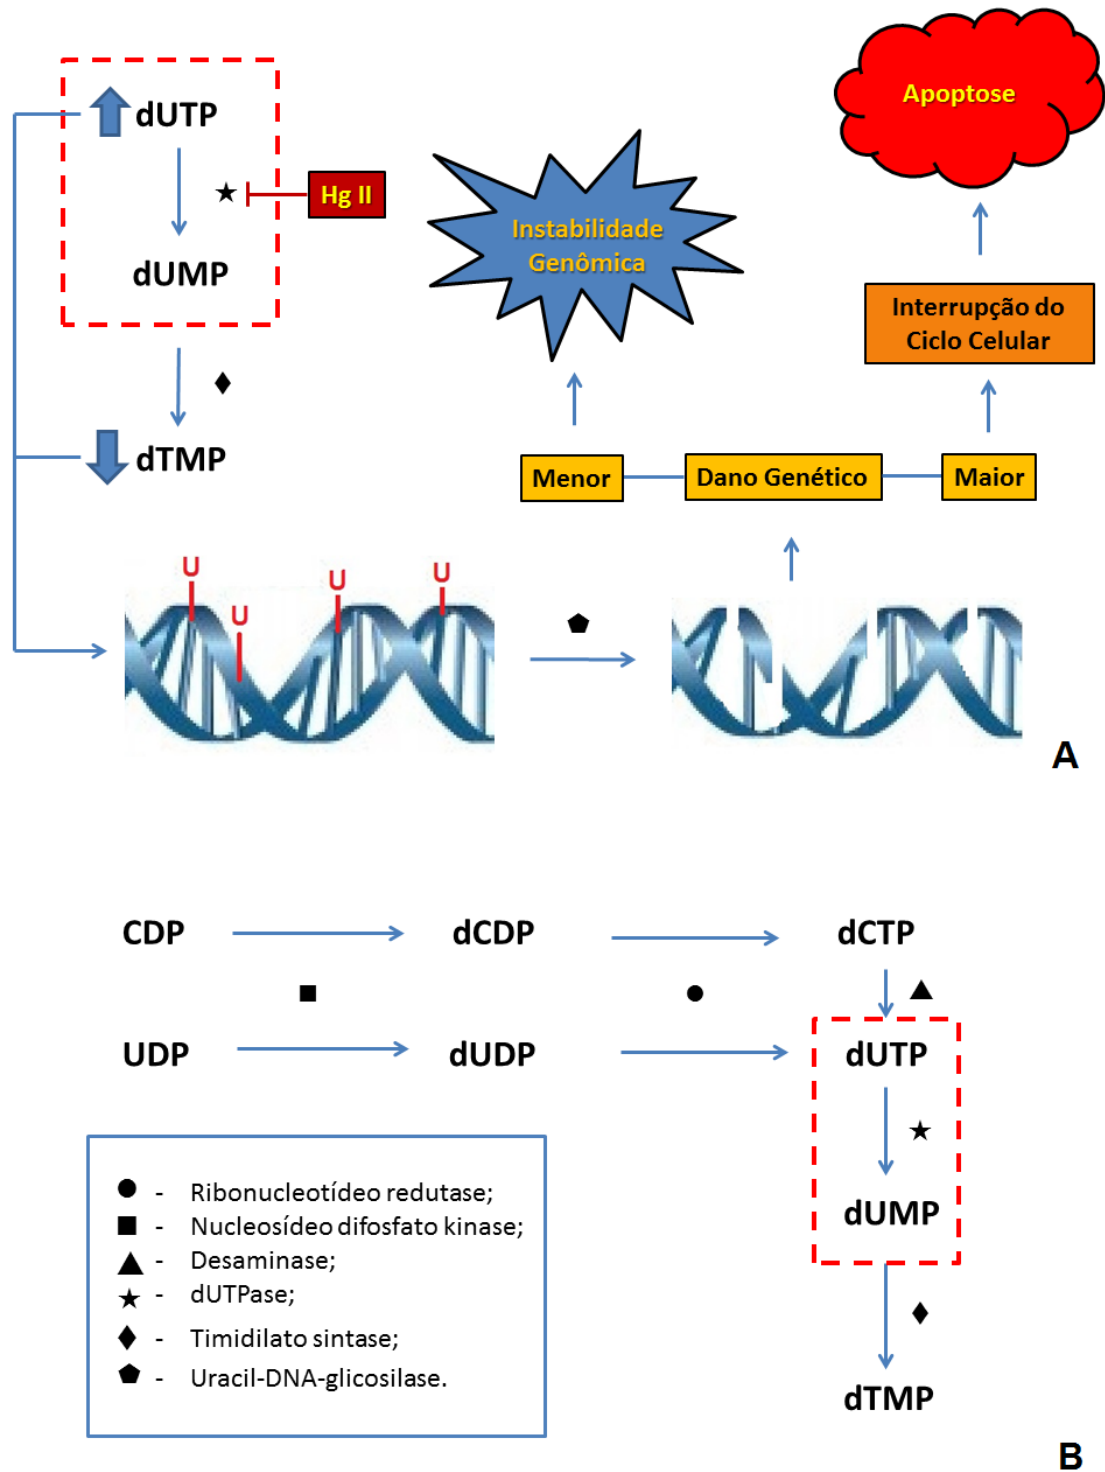 dUTP
Hg II
dUMP
dTMP
Instabilidade
Genômica
Apoptose
Interrupção do
Ciclo Celular
Menor
Dano Genético
Maior
U
U
U
U
A
CDP
dCDP
dCTP
UDP
dUDP
dUTP
dUMP
dTMP
- Ribonucleotídeo redutase;
- Nucleosídeo difosfato kinase;
- Desaminase;
- dUTPase;
- Timidilato sintase;
- Uracil-DNA-glicosilase.
B